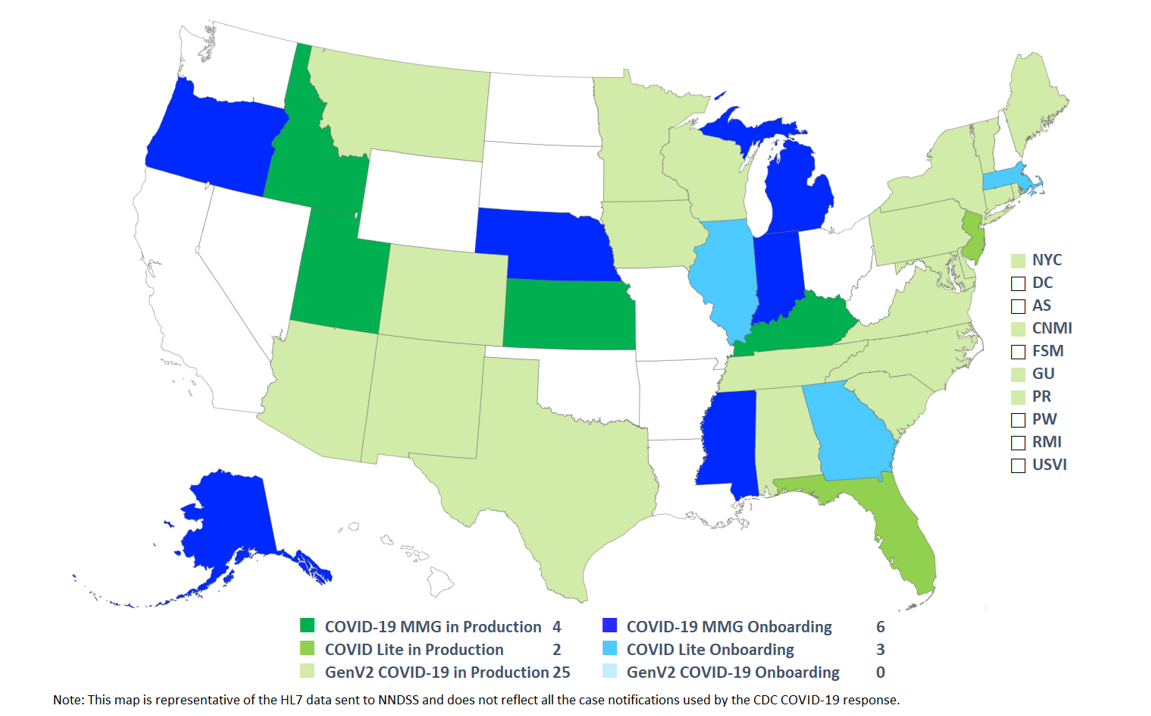 NYC
DC
AS
CNMI
FSM
GU
PR
PW
RMI
USVI
COVID-19 MMG in Production 4
COVID-19 MMG Onboarding 6
COVID Lite in Production 2
COVID Lite Onboarding 3
GenV2 COVID-19 in Production 25
GenV2 COVID-19 Onboarding 0
Note: This map is representative of the HL7 data sent to NNDSS and does not reflect all the case notifications used by the CDC COVID-19 response.